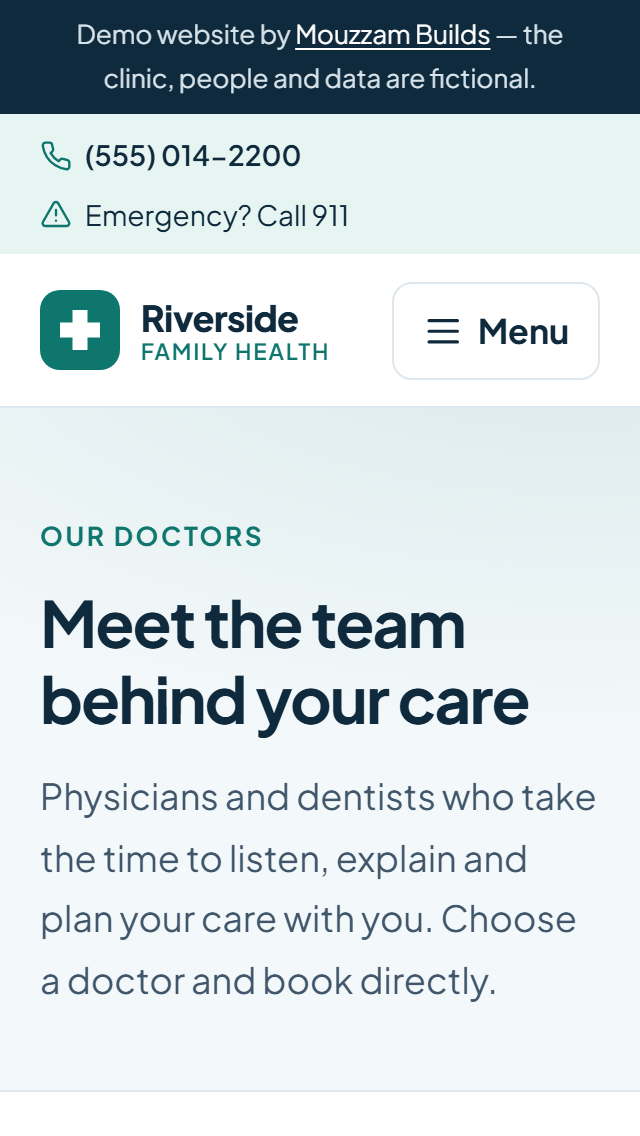 Demo website by Mouzzam Builds — the
clinic, people and data are fictional.
(555) 014–2200
Emergency? Call 911
Riverside
FAMILY HEALTH
Menu
OUR DOCTORS
Meet the team
behind your care
Physicians and dentists who take
the time to listen, explain and
plan your care with you. Choose
a doctor and book directly.